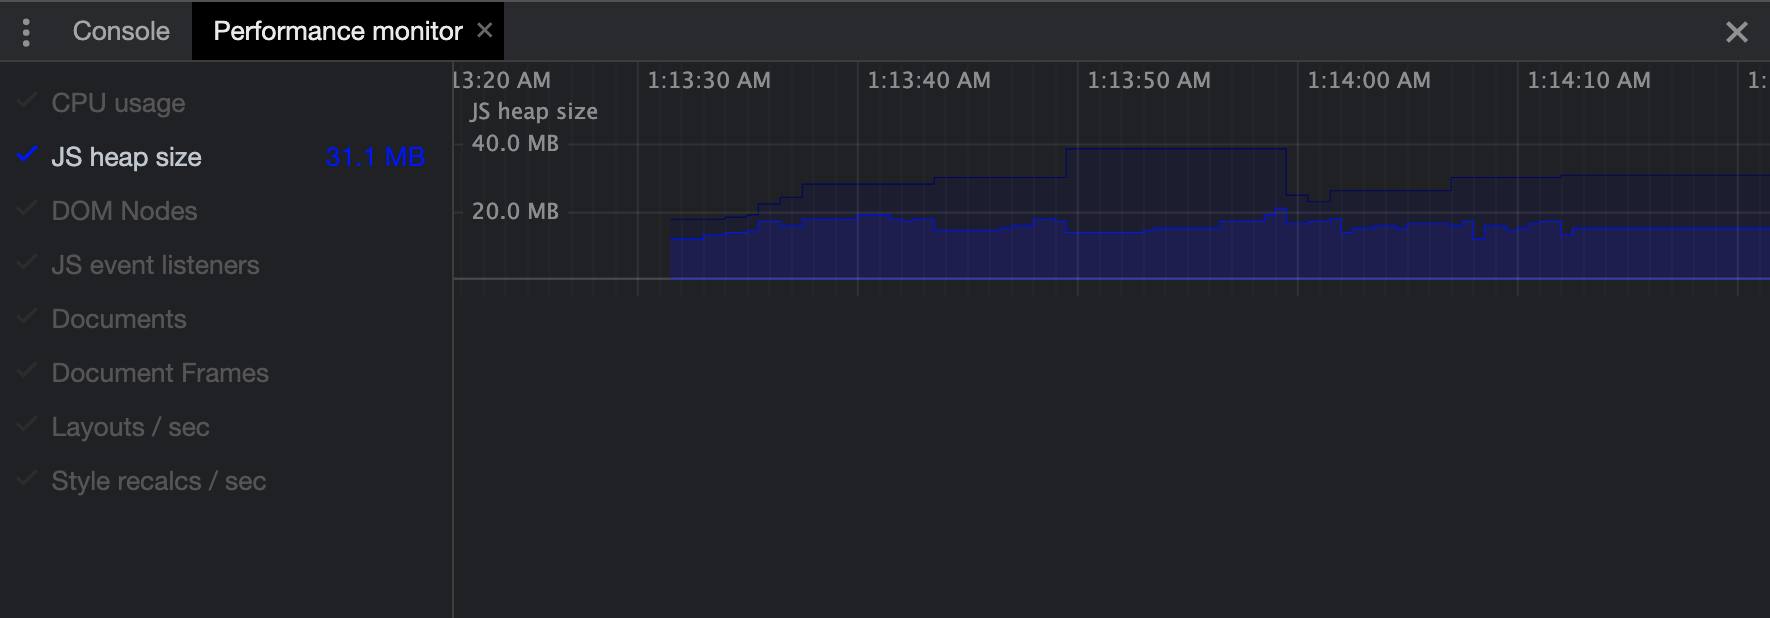 Console
Performance monitor
13:20 AM 1:13:30 AM 1:13:40 AM 1:13:50 AM 1:14:00 AM 1:14:10 AM 1:
CPU usage
JS heap size 31.1 MB
DOM Nodes
JS event listeners
Documents
Document Frames
Layouts / sec
Style recalcs / sec
JS heap size
40.0 MB
20.0 MB